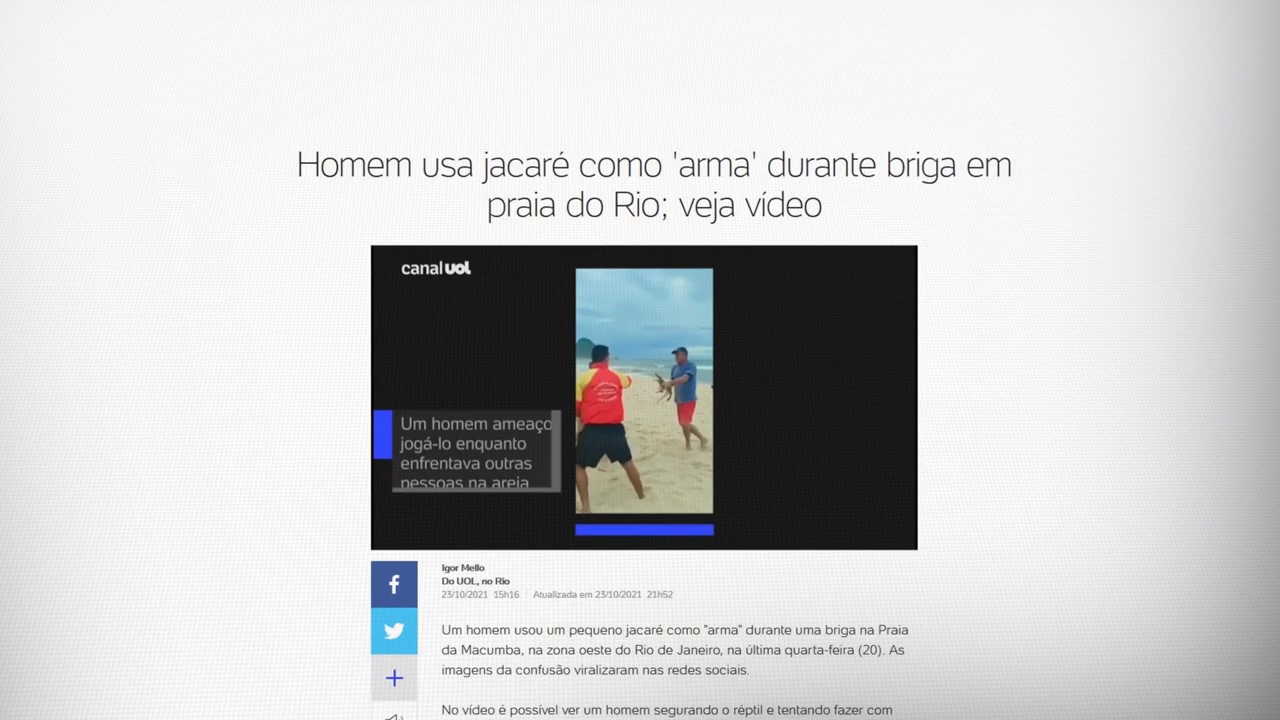 Homem usa jacaré como 'arma' durante briga em
praia do Rio; veja vídeo
canal uol
Um homem ameaço
jogá-lo enquanto
enfrentava outras
pessoas na areia
Igor Mello
Do UOL, no Rio
23/10/2021 15h16 Atualizada em 23/10/2021 21h52
Um homem usou um pequeno jacaré como "arma" durante uma briga na Praia
da Macumba, na zona oeste do Rio de Janeiro, na última quarta-feira (20). As
imagens da confusão viralizaram nas redes sociais.
No vídeo é possível ver um homem segurando o réptil e tentando fazer com